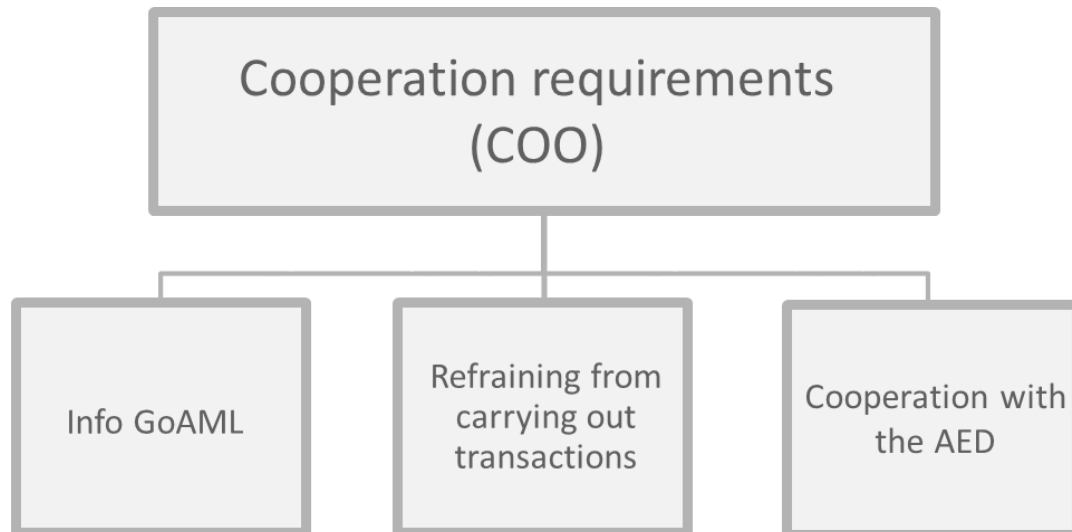 Cooperation requirements
(COO)
Info GoAML
Refraining from
carrying out
transactions
Cooperation with
the AED